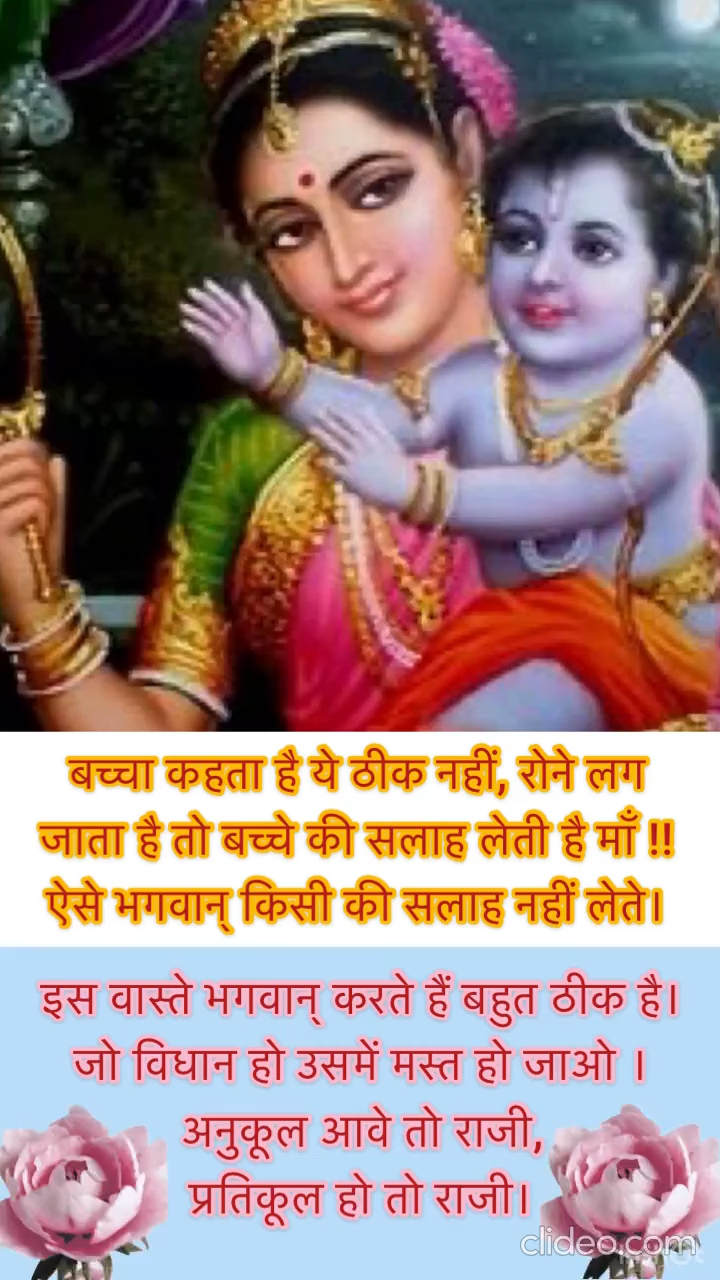 बच्चा कहता है ये ठीक नहीं, रोने लग
जाता है तो बच्चे की सलाह लेती है माँ !!
ऐसे भगवान् किसी की सलाह नहीं लेते।
इस वास्ते भगवान् करते हैं बहुत ठीक है।
जो विधान हो उसमें मस्त हो जाओ ।
अनुकूल आवे तो राजी,
प्रतिकूल हो तो राजी।
clideo.com